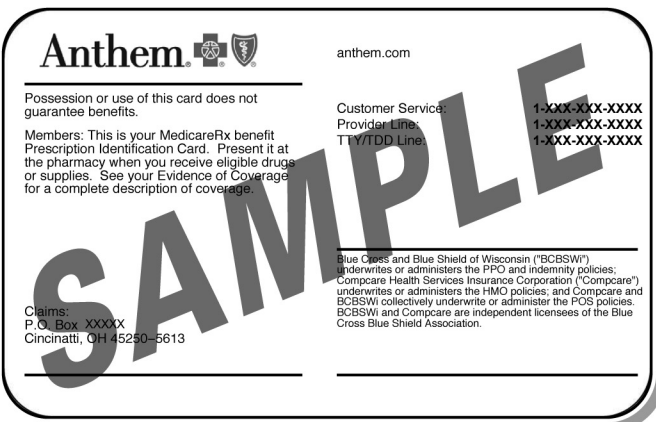 Anthem.
Possession or use of this card does not
guarantee benefits.
Members: This is your MedicareRx benefit
Prescription Identification Card. Present it at
the pharmacy when you receive eligible drugs
or supplies. See your Evidence of Coverage
for a complete description of coverage.
Claims:
P.O. Box XXXXX
Cincinatti, OH 45250–5613
anthem.com
Customer Service: 1-XXX-XXX-XXXX
Provider Line: 1-XXX-XXX-XXXX
TTY/TDD Line: 1-XXX-XXX-XXXX
Blue Cross and Blue Shield of Wisconsin ("BCBSWi")
underwrites or administers the PPO and indemnity policies;
Compcare Health Services Insurance Corporation ("Compcare")
underwrites or administers the HMO policies; and Compcare and
BCBSWi collectively underwrite or administer the POS policies.
BCBSWi and Compcare are independent licensees of the Blue
Cross Blue Shield Association.
SAMPLE